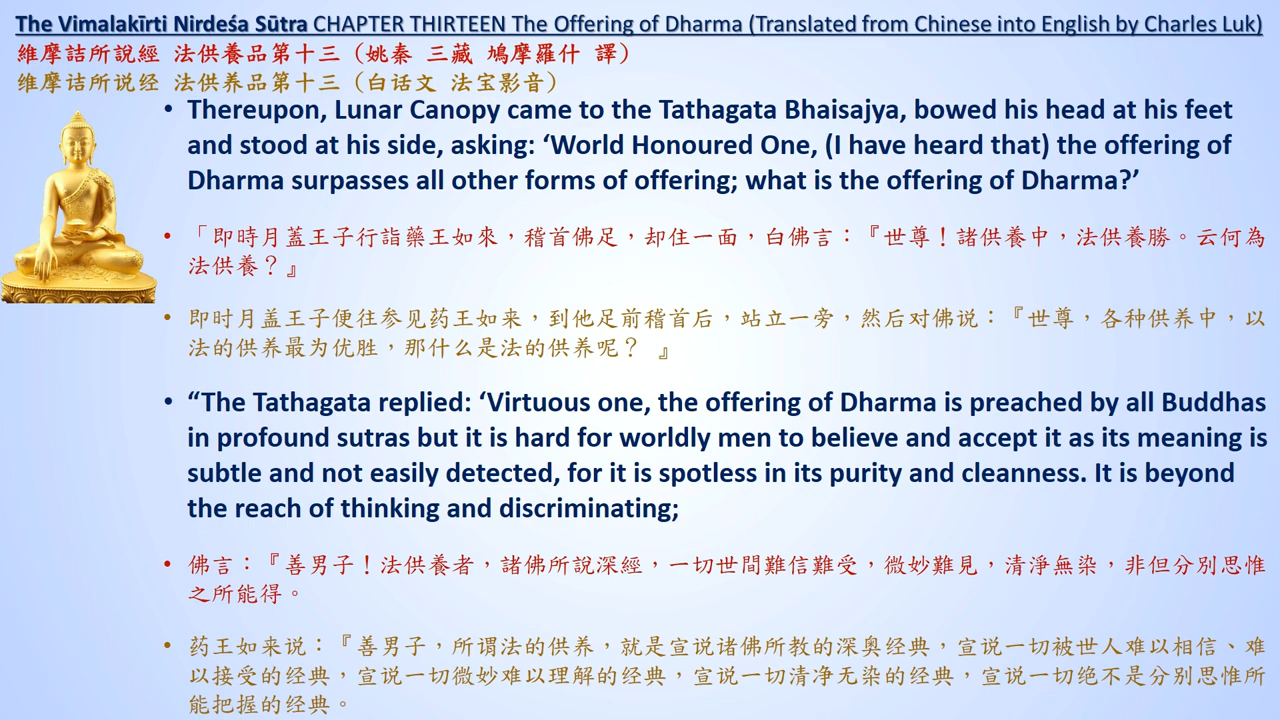 The Vimalakīrti Nirdeśa Sūtra CHAPTER THIRTEEN The Offering of Dharma (Translated from Chinese into English by Charles Luk)
維摩詰所說經 法供養品第十三（姚秦 三藏 鳩摩羅什 譯）
维摩诘所说经 法供养品第十三（白话文 法宝影音）
• Thereupon, Lunar Canopy came to the Tathagata Bhaisajya, bowed his head at his feet
and stood at his side, asking: ‘World Honoured One, (I have heard that) the offering of
Dharma surpasses all other forms of offering; what is the offering of Dharma?’
• 「即時月蓋王子行詣藥王如來，稽首佛足，却住一面，白佛言：『世尊！諸供養中，法供養勝。云何為
法供養？』
• 即时月盖王子便往参见药王如来，到他足前稽首后，站立一旁，然后对佛说：『世尊，各种供养中，以
法的供养最为优胜，那什么是法的供养呢？ 』
• “The Tathagata replied: ‘Virtuous one, the offering of Dharma is preached by all Buddhas
in profound sutras but it is hard for worldly men to believe and accept it as its meaning is
subtle and not easily detected, for it is spotless in its purity and cleanness. It is beyond
the reach of thinking and discriminating;
• 佛言：『善男子！法供養者，諸佛所說深經，一切世間難信難受，微妙難見，清淨無染，非但分別思惟
之所能得。
• 药王如来说：『善男子，所谓法的供养，就是宣说诸佛所教的深奥经典，宣说一切被世人难以相信、难
以接受的经典，宣说一切微妙难以理解的经典，宣说一切清净无染的经典，宣说一切绝不是分别思惟所
能把握的经典。